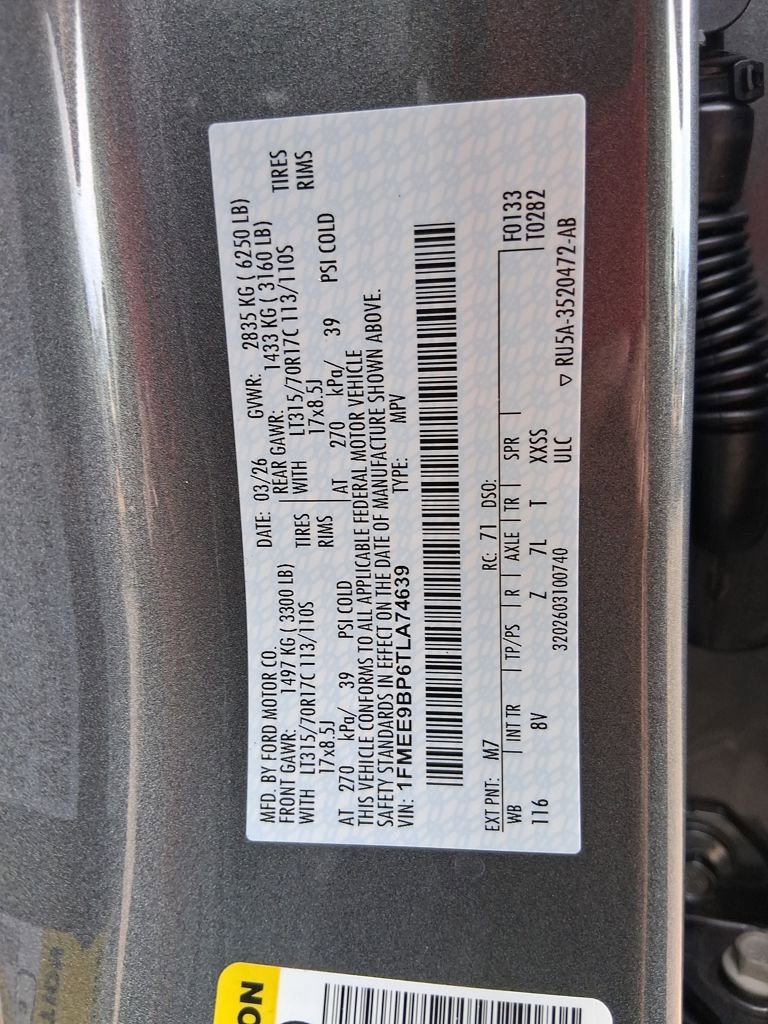 MFD. BY FORD MOTOR CO.
DATE: 03/26 GVWR: 2835 KG ( 6250 LB)
FRONT GAWR: 1497 KG (3300 LB)
REAR GAWR: 1433 KG ( 3160 LB)
WITH LT315/70R17C 113/110S TIRES
WITH LT315/70R17C 113/110S TIRES
17x8.5J RIMS
17x8.5J RIMS
AT 270 kPa/ 39 PSI COLD
AT 270 kPa/ 39 PSI COLD
THIS VEHICLE CONFORMS TO ALL APPLICABLE FEDERAL MOTOR VEHICLE
SAFETY STANDARDS IN EFFECT ON THE DATE OF MANUFACTURE SHOWN ABOVE.
VIN: 1FMEE9BP6TLA74639 TYPE: MPV
EXT PNT: M7 RC: 71 DSO:
WB INT TR TP/PS R AXLE TR SPR F0133
116 8V Z 7L T XXSS T0282
3202603100740 ULC ▽ RU5A-3520472-AB